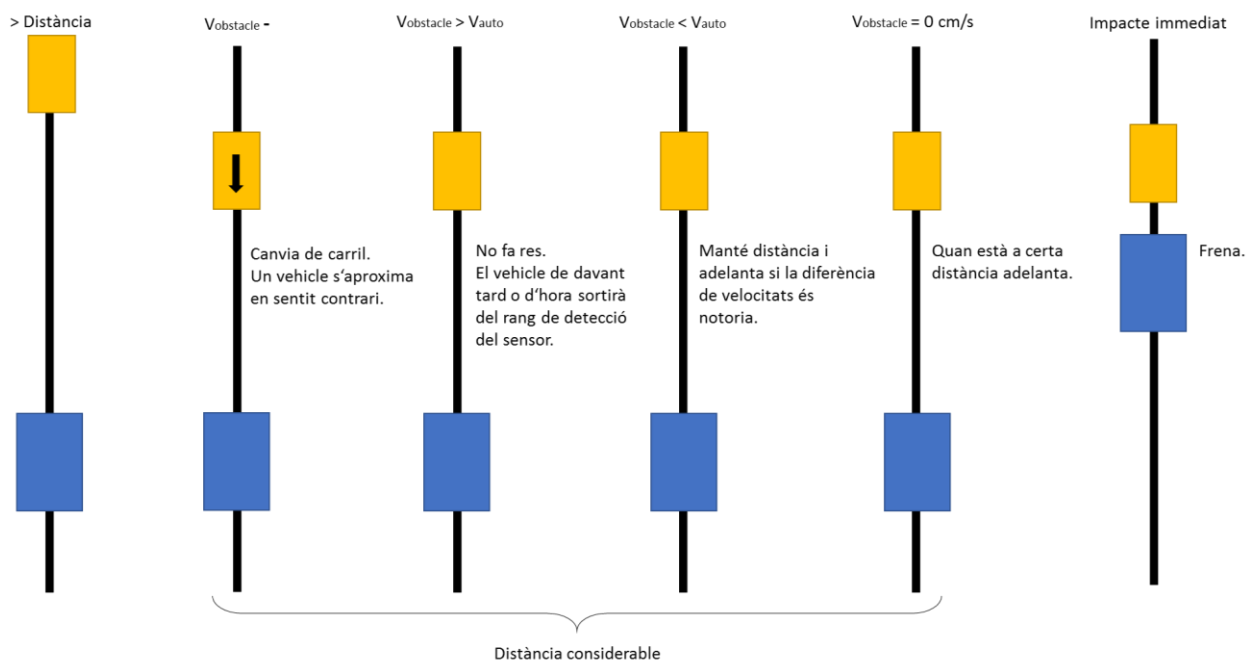 > Distància
Vobstacle -
Vobstacle > Vauto
Vobstacle < Vauto
Vobstacle = 0 cm/s
Impacte immediat
Canvia de carril.
Un vehicle s‘aproxima
en sentit contrari.
No fa res.
El vehicle de davant
tard o d‘hora sortirà
del rang de detecció
del sensor.
Manté distància i
adelanta si la diferència
de velocitats és
notoria.
Quan està a certa
distància adelanta.
Frena.
Distància considerable